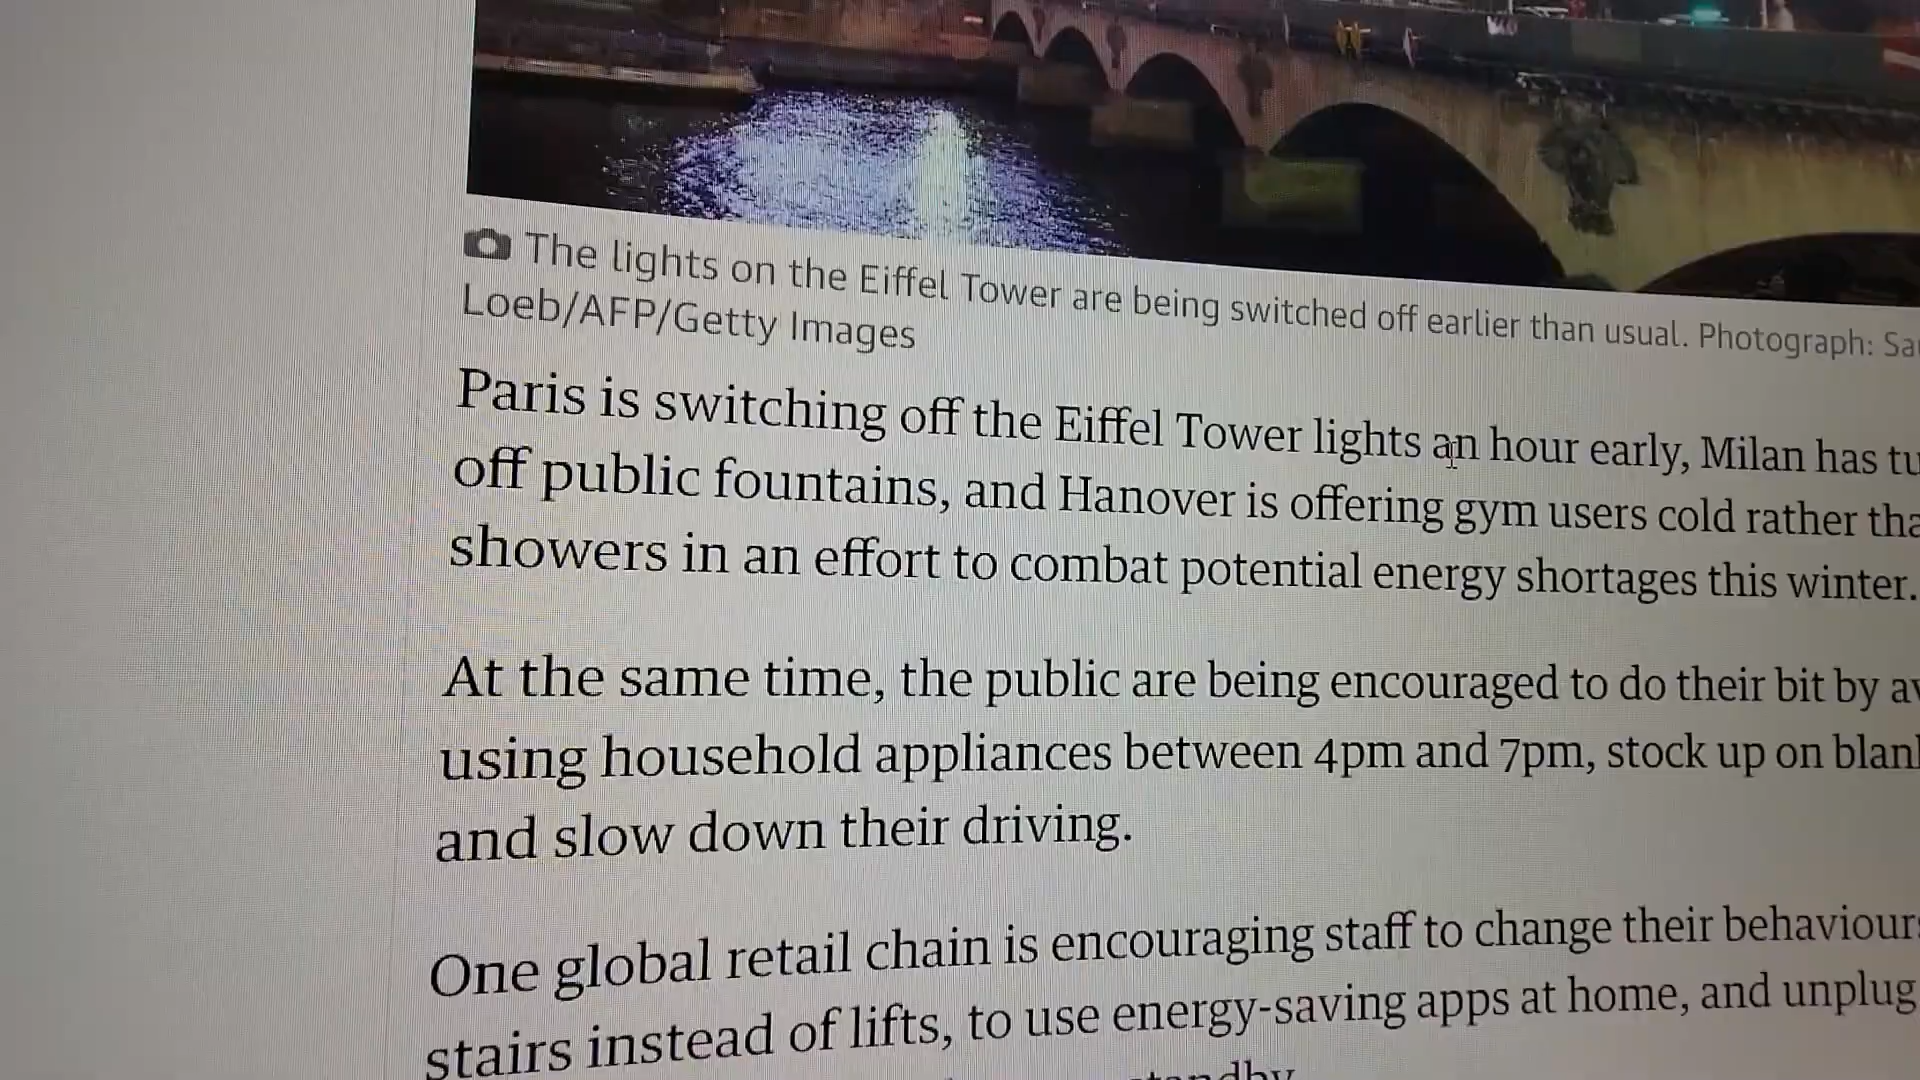 The lights on the Eiffel Tower are being switched off earlier than usual. Photograph:
Loeb/AFP/Getty Images
Paris is switching off the Eiffel Tower lights an hour early, Milan has
off public fountains, and Hanover is offering gym users cold rather
showers in an effort to combat potential energy shortages this winter.
At the same time, the public are being encouraged to do their bit by
using household appliances between 4pm and 7pm, stock up on
and slow down their driving.
One global retail chain is encouraging staff to change their
stairs instead of lifts, to use energy-saving apps at home, and unplug